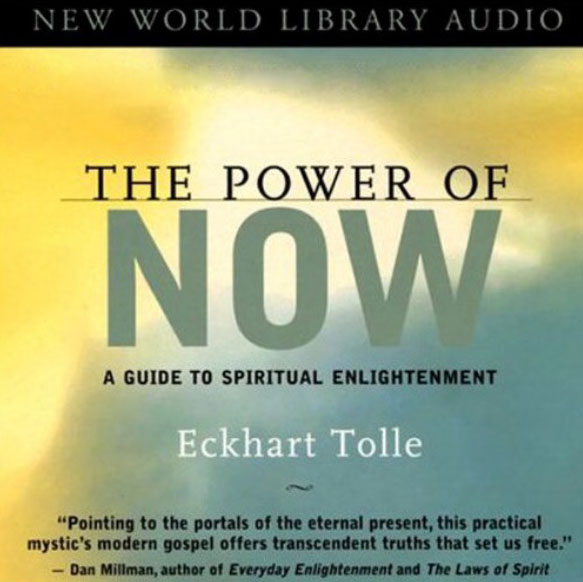 NEW WORLD LIBRARY AUDIO
THE POWER OF
NOW
A GUIDE TO SPIRITUAL ENLIGHTENMENT
Eckhart Tolle
“Pointing to the portals of the eternal present, this practical
mystic’s modern gospel offers transcendent truths that set us free.”
— Dan Millman, author of Everyday Enlightenment and The Laws of Spirit